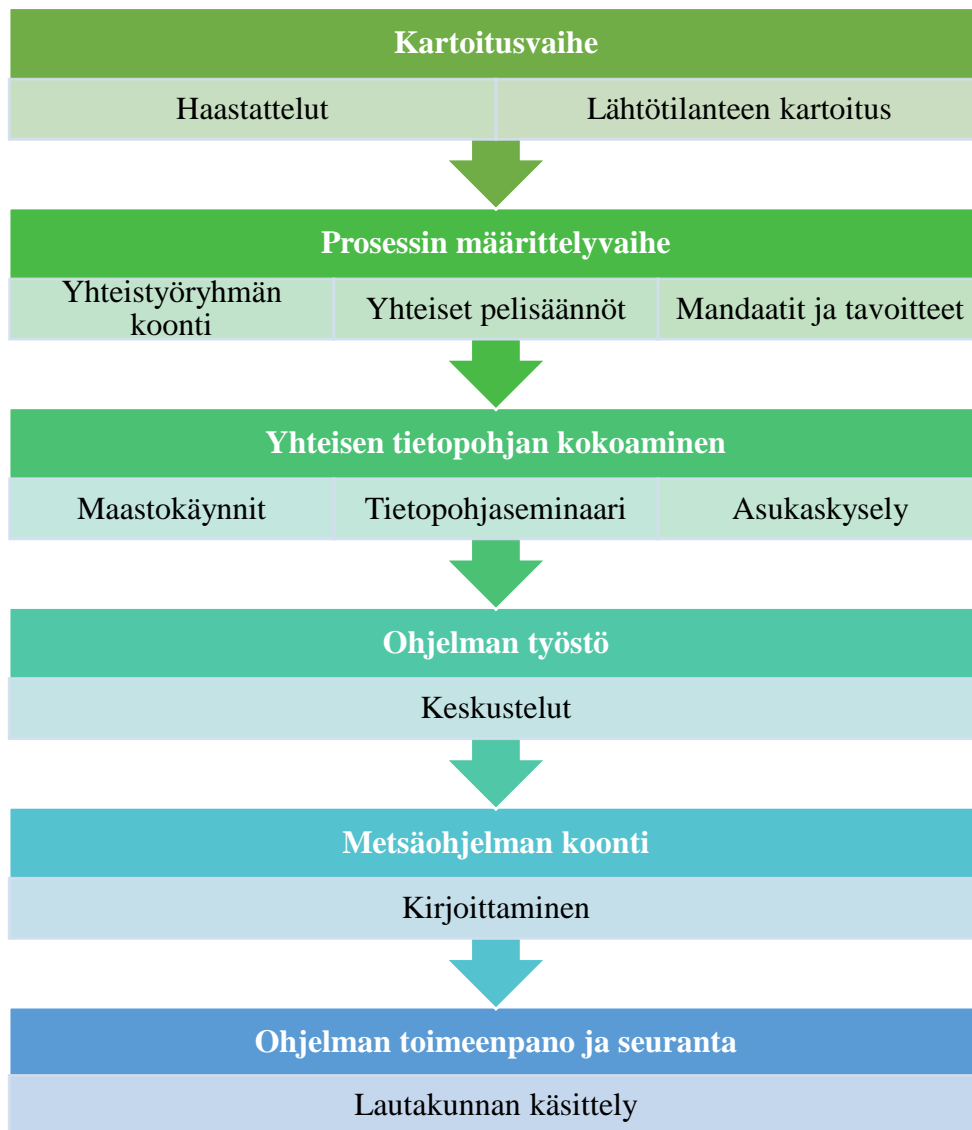 Kartoitusvaihe
Haastattelut
Lähtötilanteen kartoitus
Prosessin määrittelyvaihe
Yhteistyöryhmän
koonti
Yhteiset pelisäännöt
Mandaatit ja tavoitteet
Yhteisen tietopohjan kokoaminen
Maastokäynnit
Tietopohjaseminaari
Asukaskysely
Ohjelman työstö
Keskustelut
Metsäohjelman koonti
Kirjoittaminen
Ohjelman toimeenpano ja seuranta
Lautakunnan käsittely